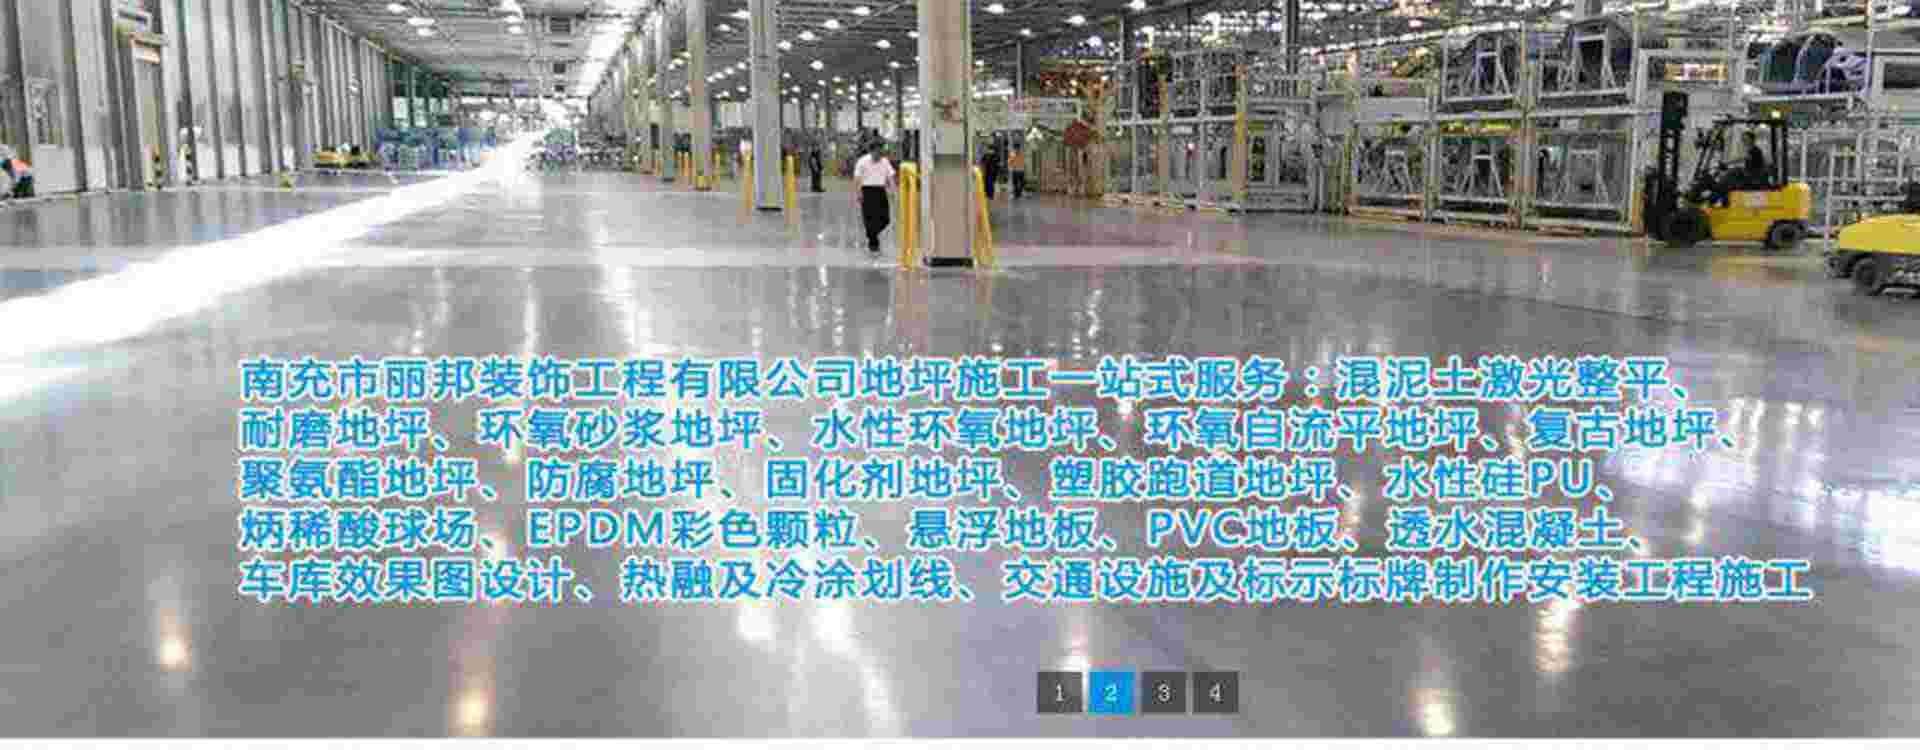 南充市丽邦装饰工程有限公司地坪施工一站式服务：混泥土激光整平、
耐磨地坪、环氧砂浆地坪、水性环氧地坪、环氧自流平地坪、复古地坪、
聚氨酯地坪、防腐地坪、固化剂地坪、塑胶跑道地坪、水性硅PU、
炳稀酸球场、EPDM彩色颗粒、悬浮地板、PVC地板、透水混凝土、
车库效果图设计、热融及冷涂划线、交通设施及标示标牌制作安装工程施工
1 2 3 4